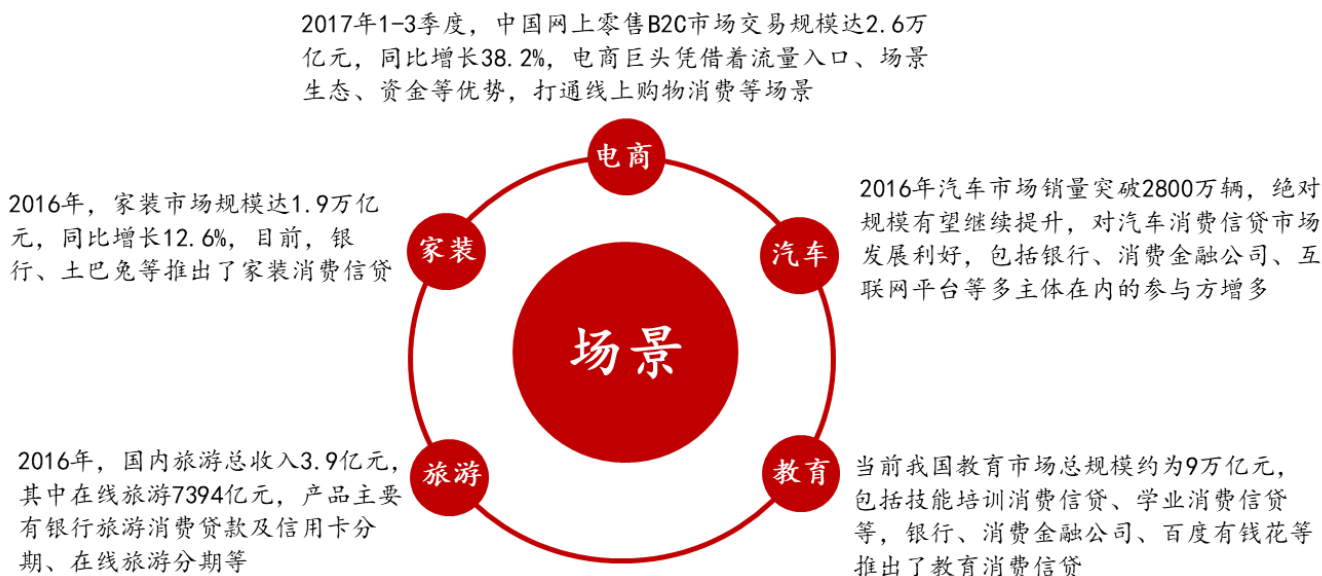 2017年1-3季度，中国网上零售B2C市场交易规模达2.6万
亿元，同比增长38.2%，电商巨头凭借着流量入口、场景
生态、资金等优势，打通线上购物消费等场景
电商
2016年，家装市场规模达1.9万亿
元，同比增长12.6%，目前，银
行、土巴兔等推出了家装消费信贷
家装
汽车
2016年汽车市场销量突破2800万辆，绝对
规模有望继续提升，对汽车消费信贷市场
发展利好，包括银行、消费金融公司、互
联网平台等多主体在内的参与方增多
场景
2016年，国内旅游总收入3.9亿元，
其中在线旅游7394亿元，产品主要
有银行旅游消费贷款及信用卡分
期、在线旅游分期等
旅游
教育
当前我国教育市场总规模约为9万亿元，
包括技能培训消费信贷、学业消费信贷
等，银行、消费金融公司、百度有钱花等
推出了教育消费信贷